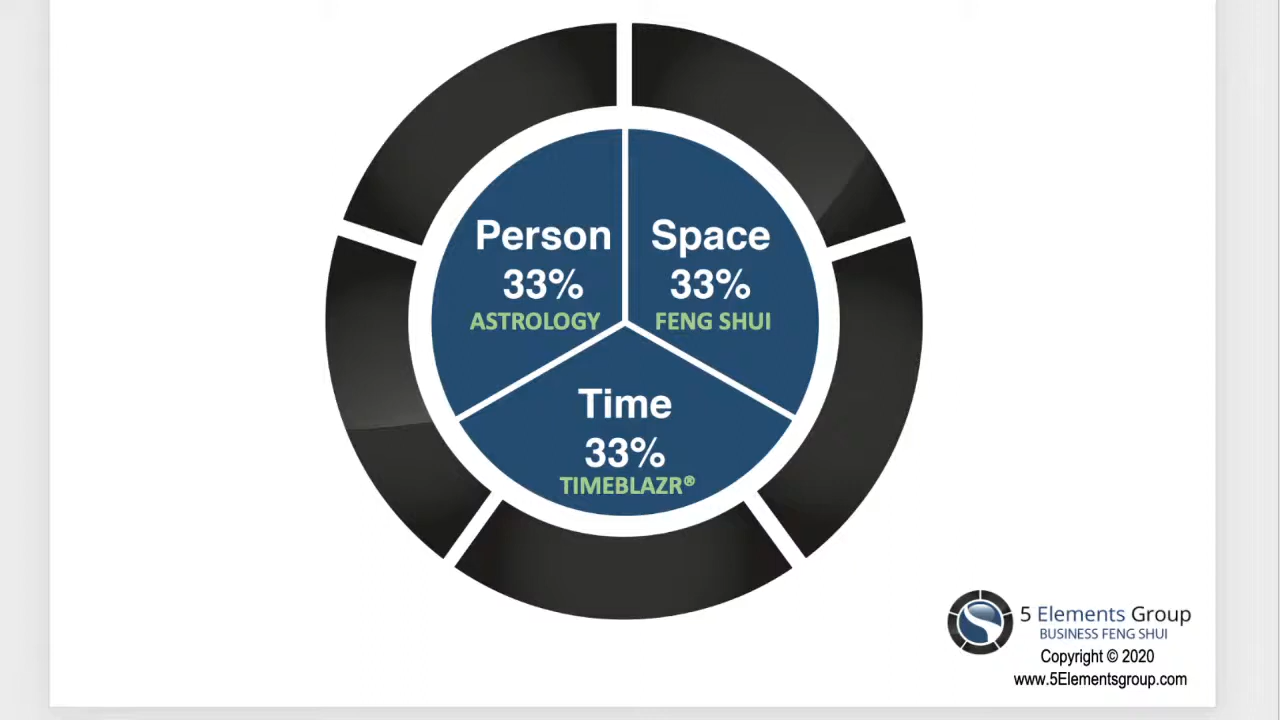 Person
33%
ASTROLOGY
Space
33%
FENG SHUI
Time
33%
TIMEBLAZR®
5 Elements Group
BUSINESS FENG SHUI
Copyright © 2020
www.5Elementsgroup.com